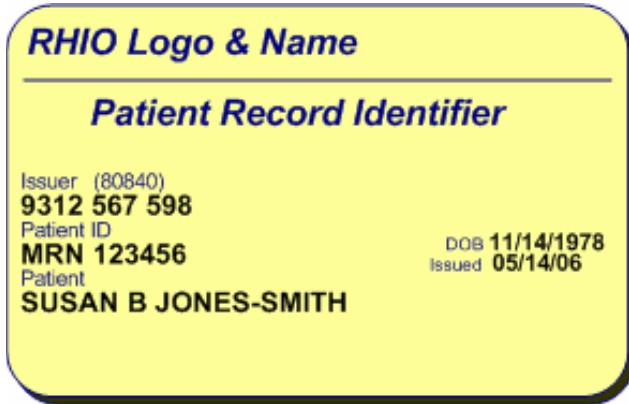 RHIO Logo & Name
Patient Record Identifier
Issuer (80840)
9312 567 598
Patient ID
MRN 123456
DOB 11/14/1978
Issued 05/14/06
Patient
SUSAN B JONES-SMITH